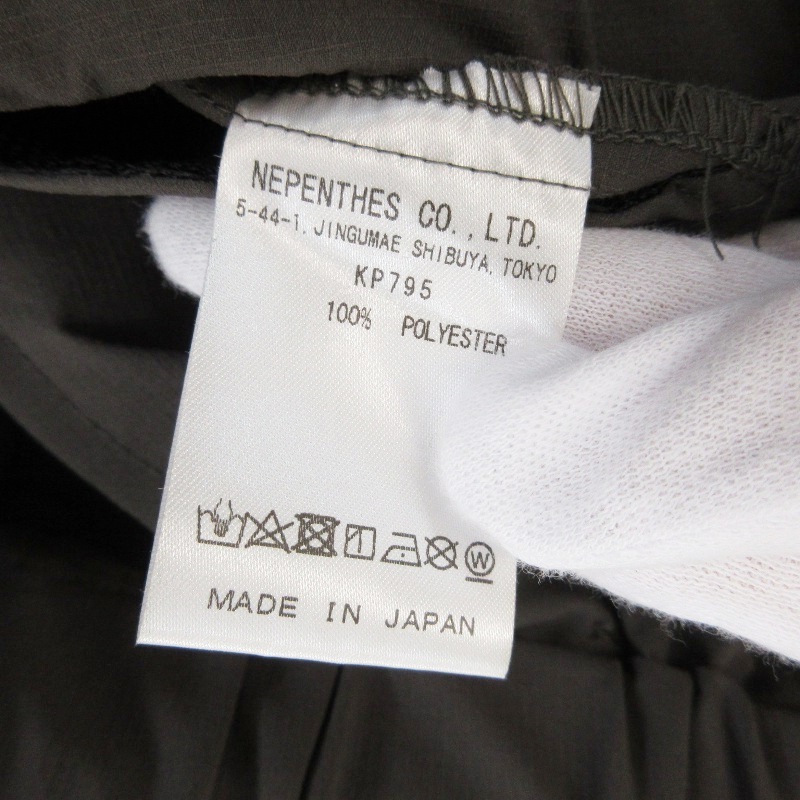 NEPENTHES CO., LTD.
5-44-1, JINGUMAE SHIBUYA, TOKYO
KP795
100% POLYESTER
W
MADE IN JAPAN